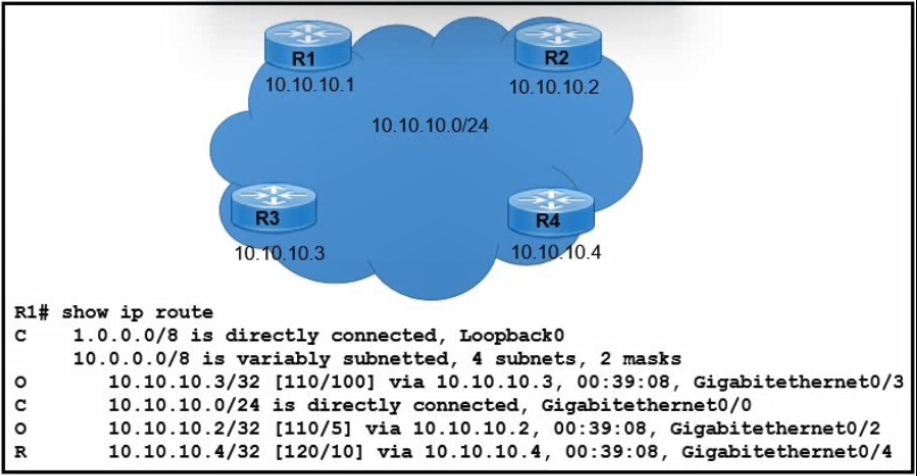 R1
R2
10.10.10.1
10.10.10.2
10.10.10.0/24
R3
R4
10.10.10.3
10.10.10.4
R1# show ip route
C 1.0.0.0/8 is directly connected, Loopback0
10.0.0.0/8 is variably subnetted, 4 subnets, 2 masks
O 10.10.10.3/32 [110/100] via 10.10.10.3, 00:39:08, Gigabitethernet0/3
C 10.10.10.0/24 is directly connected, Gigabitethernet0/0
O 10.10.10.2/32 [110/5] via 10.10.10.2, 00:39:08, Gigabitethernet0/2
R 10.10.10.4/32 [120/10] via 10.10.10.4, 00:39:08, Gigabitethernet0/4